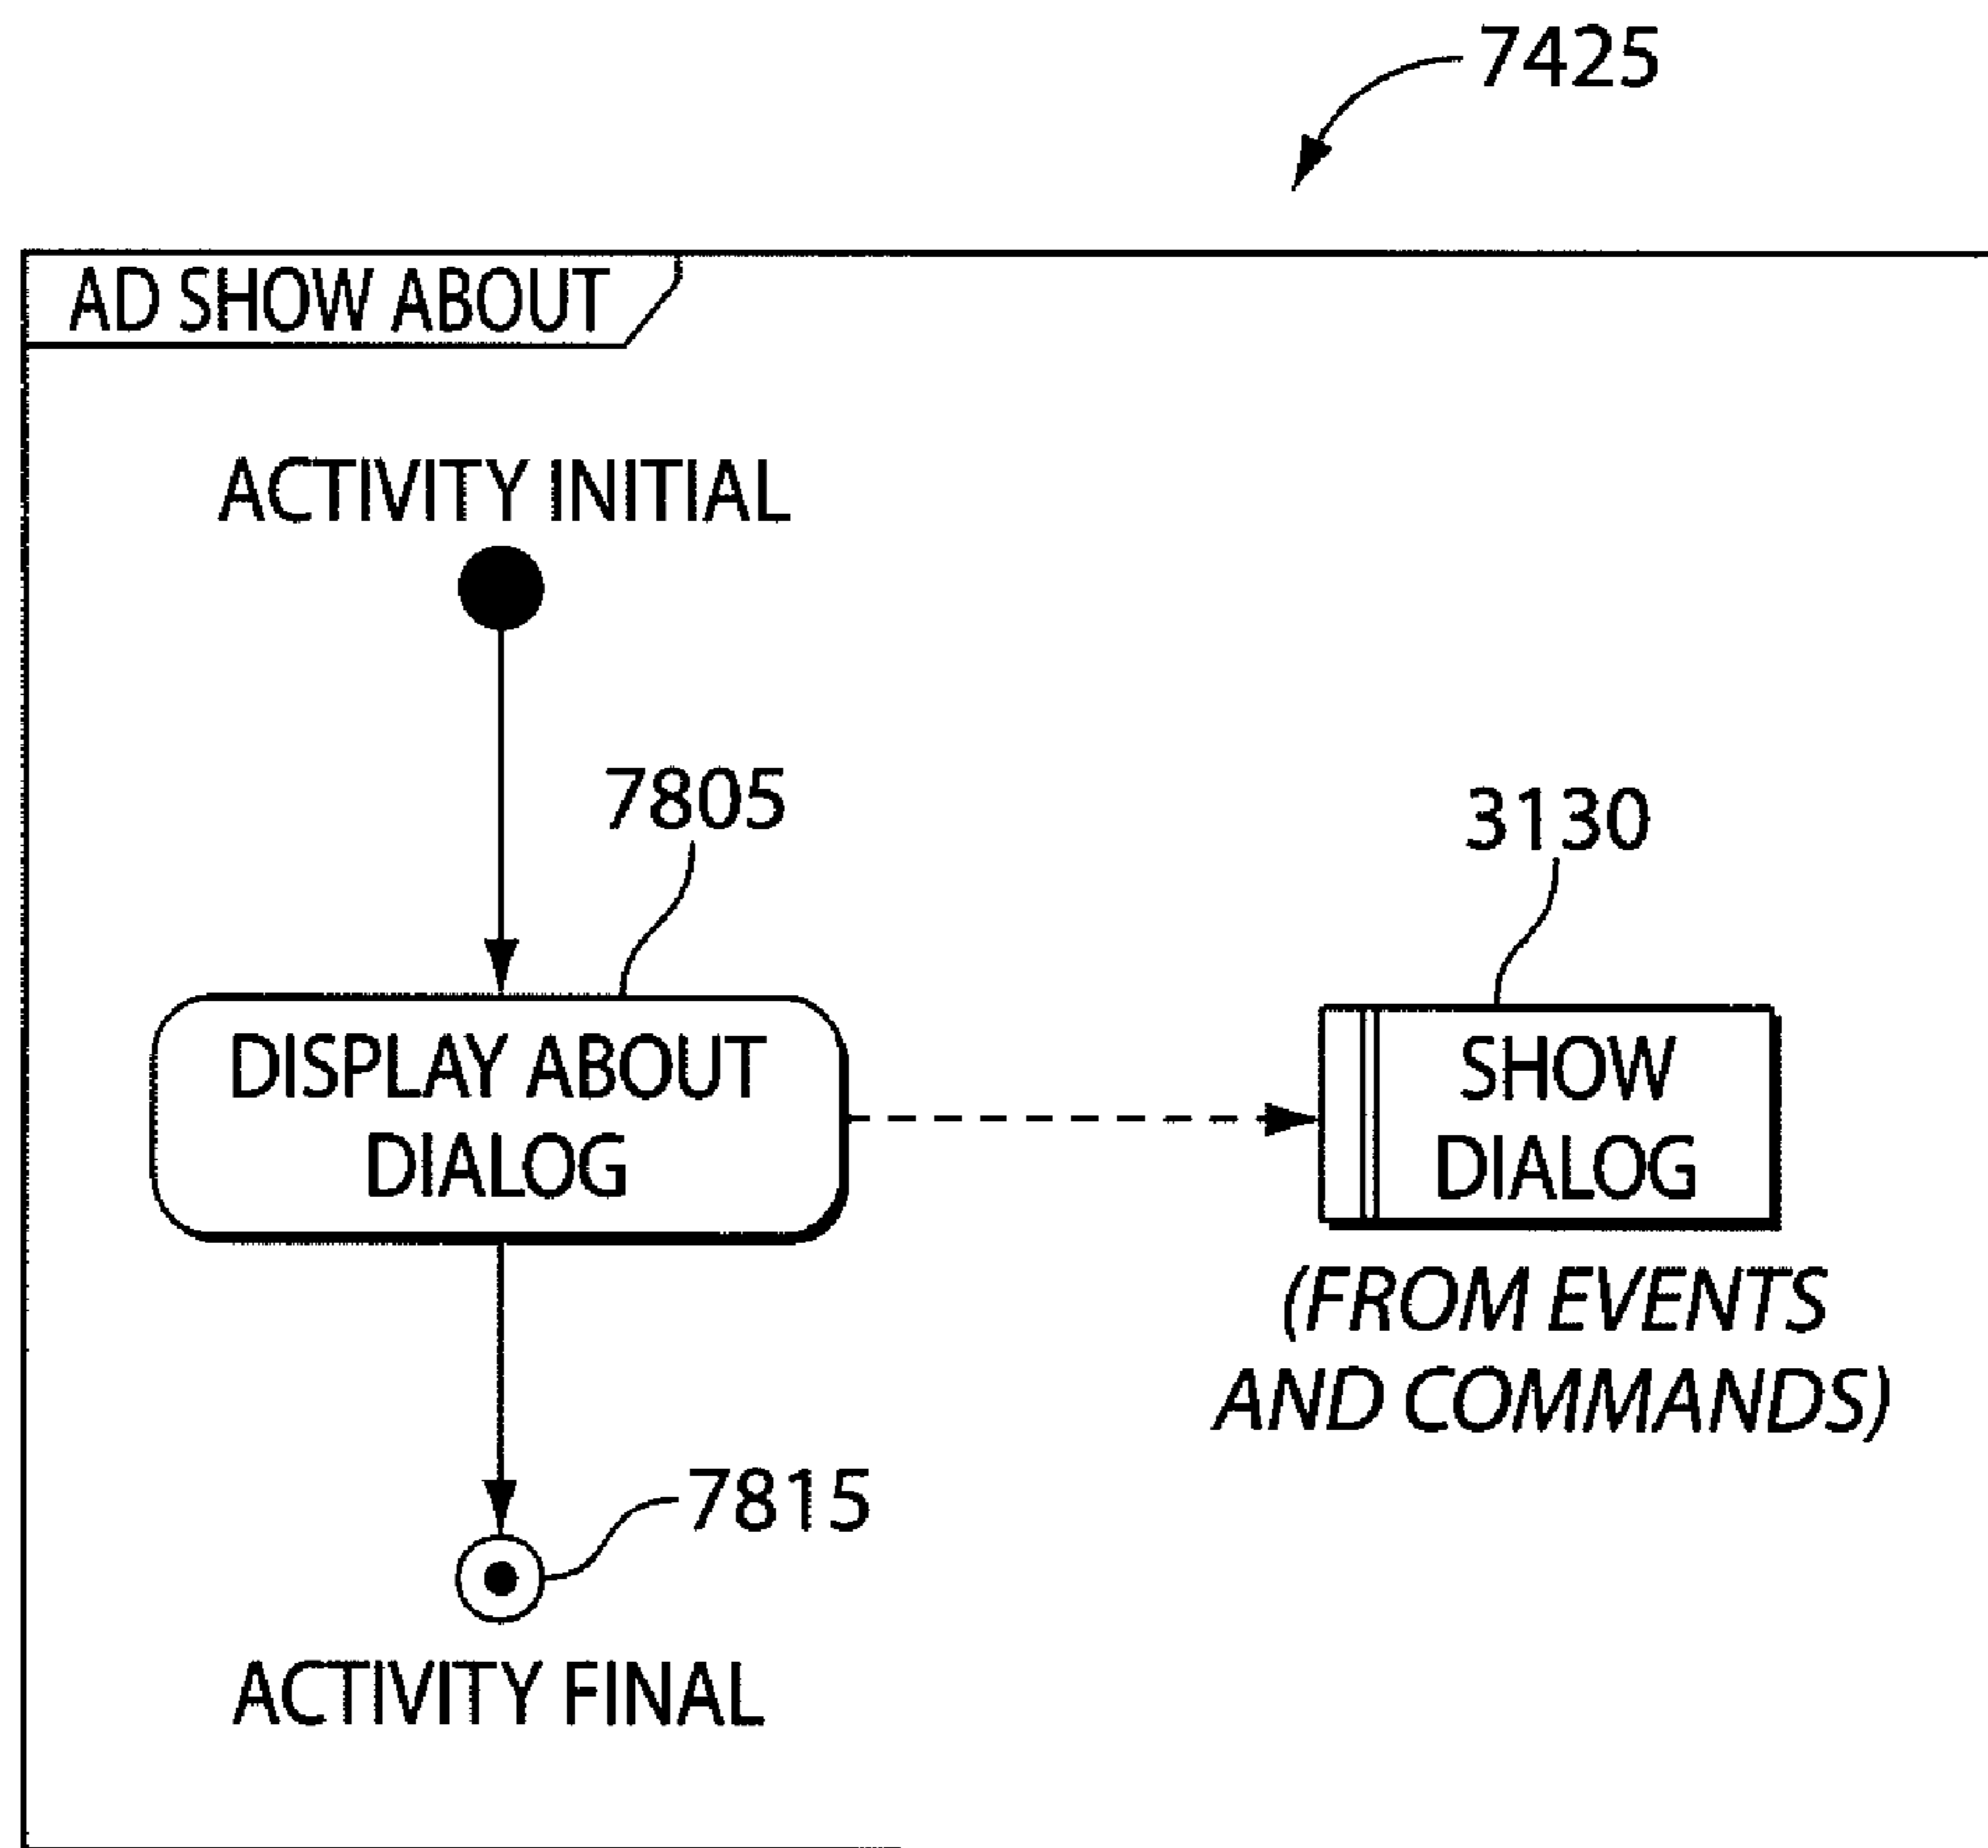 7425
AD SHOW ABOUT
ACTIVITY INITIAL
7805
3130
DISPLAY ABOUT
DIALOG
SHOW
DIALOG
(FROM EVENTS
AND COMMANDS)
7815
ACTIVITY FINAL